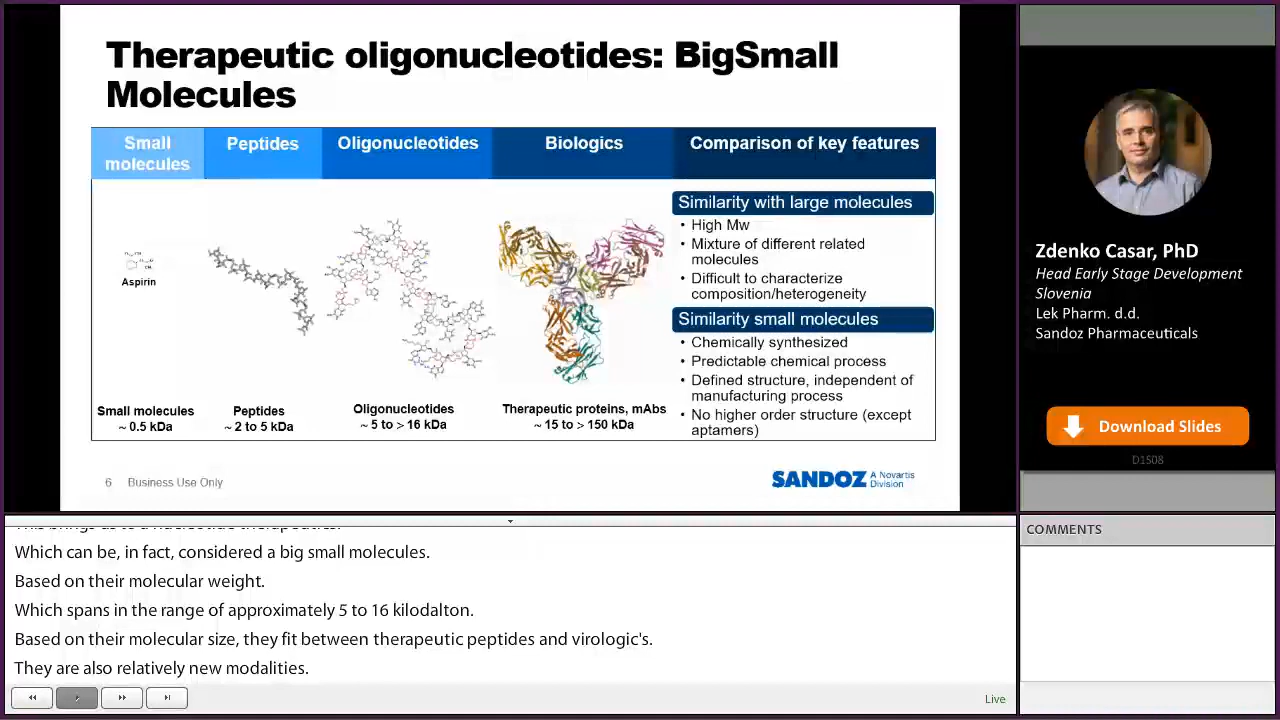 Therapeutic oligonucleotides: BigSmall
Molecules
Small
molecules
Peptides
Oligonucleotides
Biologics
Comparison of key features
Aspirin
Small molecules
~ 0.5 kDa
Peptides
~ 2 to 5 kDa
Oligonucleotides
~ 5 to > 16 kDa
Therapeutic proteins, mAbs
~ 15 to > 150 kDa
Similarity with large molecules
• High Mw
• Mixture of different related
molecules
• Difficult to characterize
composition/heterogeneity
Similarity small molecules
• Chemically synthesized
• Predictable chemical process
• Defined structure, independent of
manufacturing process
• No higher order structure (except
aptamers)
6 Business Use Only
SANDOZ A Novartis
Division
Zdenko Casar, PhD
Head Early Stage Development
Slovenia
Lek Pharm. d.d.
Sandoz Pharmaceuticals
Download Slides
D1S08
Which can be, in fact, considered a big small molecules.
Based on their molecular weight.
Which spans in the range of approximately 5 to 16 kilodalton.
Based on their molecular size, they fit between therapeutic peptides and virologic's.
They are also relatively new modalities.
Live
COMMENTS